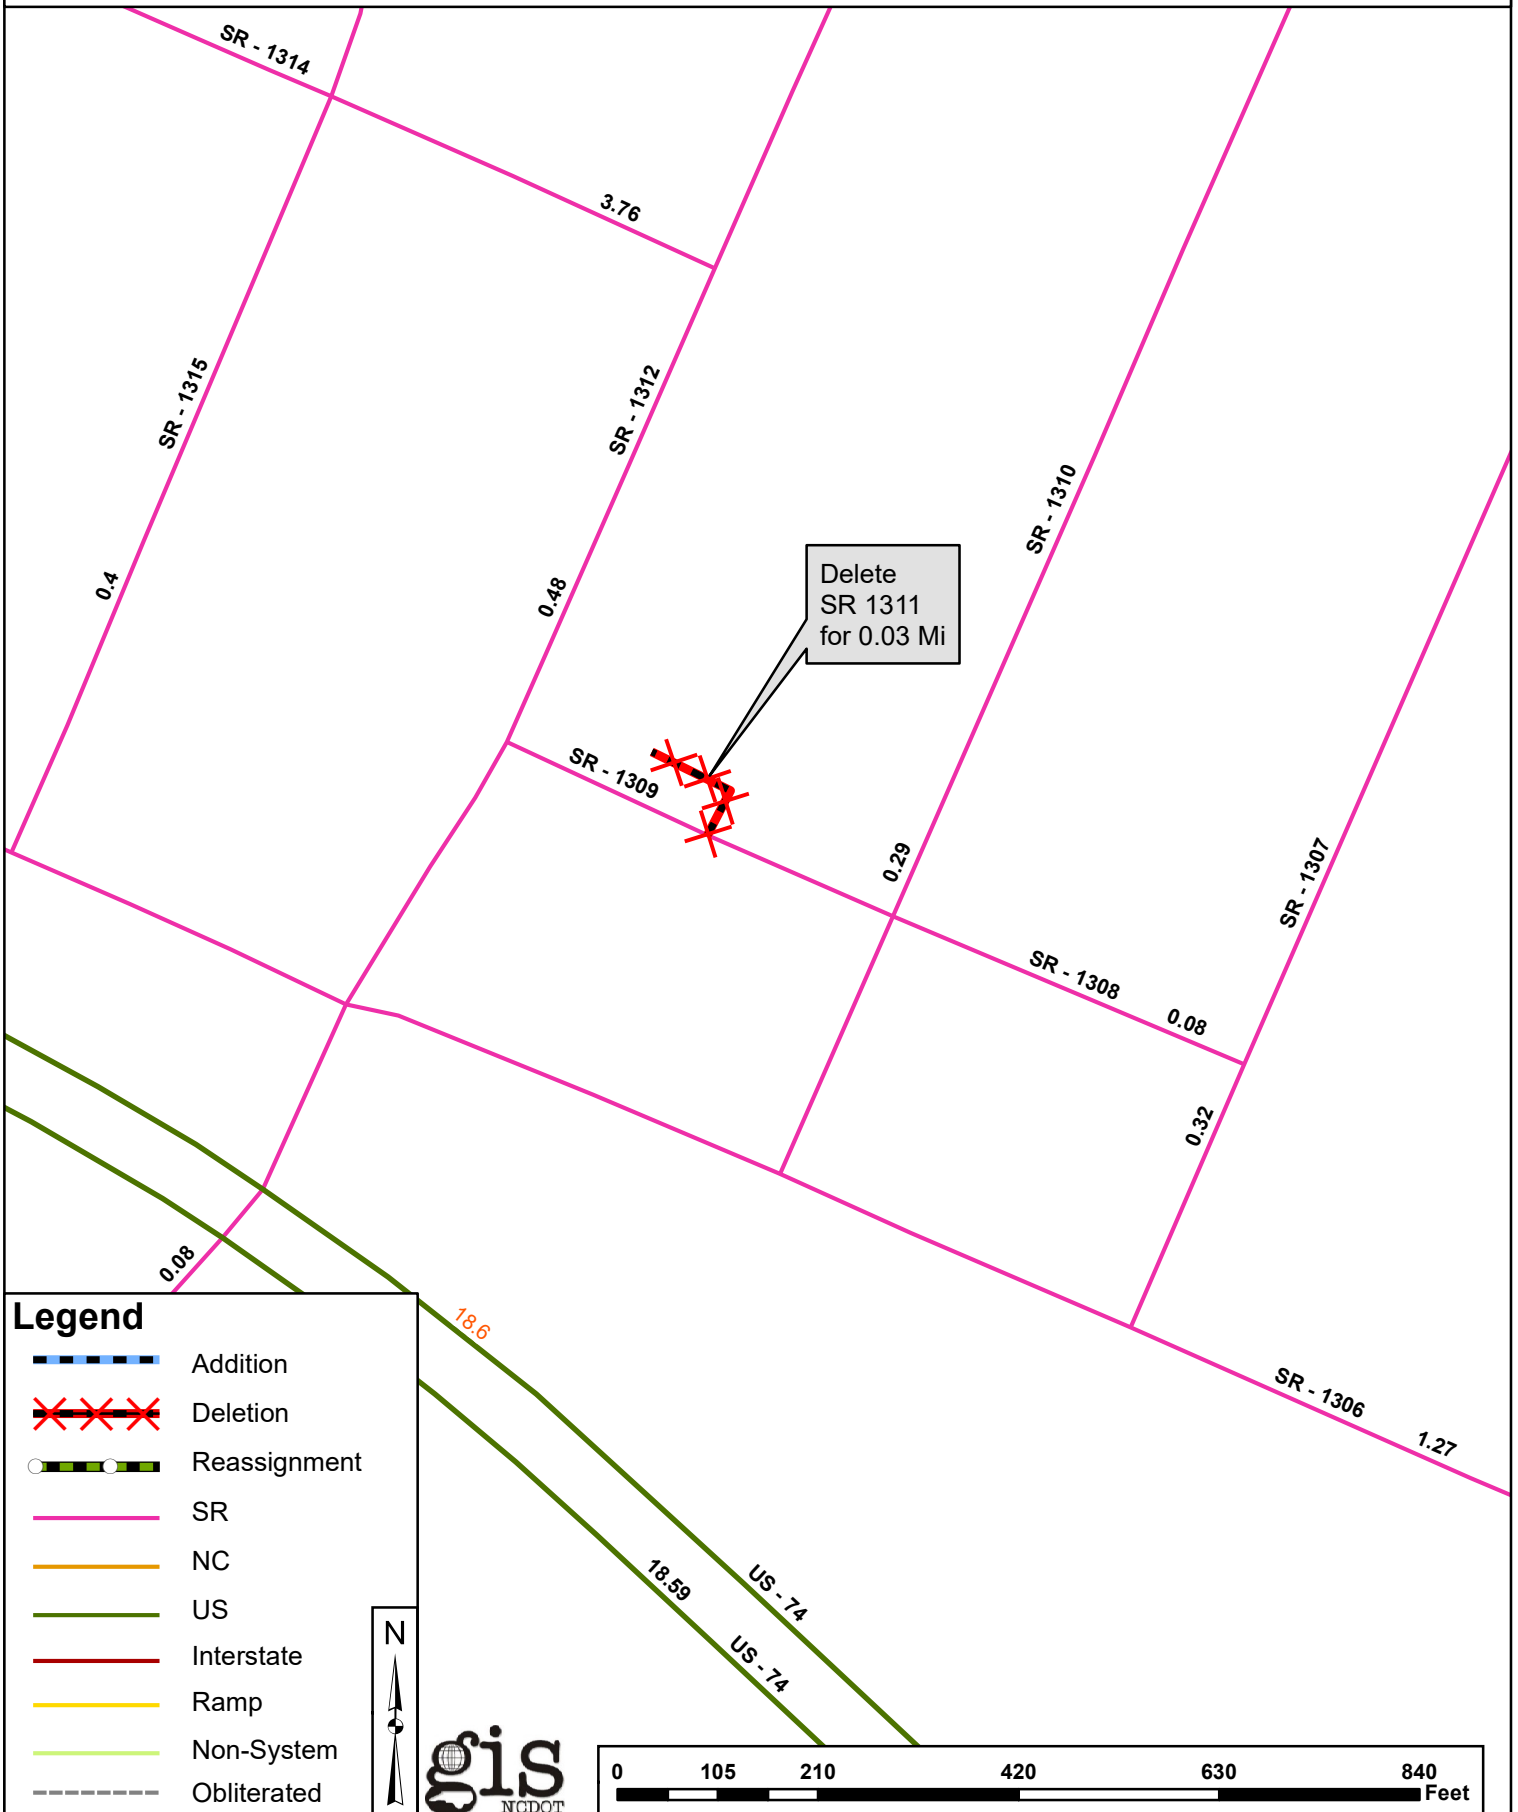 SR - 1314
3.76
SR - 1315
SR - 1312
SR - 1310
0.4
0.48
Delete
SR 1311
for 0.03 Mi
SR - 1309
0.29
SR - 1307
SR - 1308
0.08
0.32
0.08
18.6
SR - 1306
1.27
18.59
US - 74
US - 74
Legend
Addition
Deletion
Reassignment
SR
NC
US
Interstate
Ramp
Non-System
Obliterated
N
gis
NCDOT
0 105 210 420 630 840
Feet